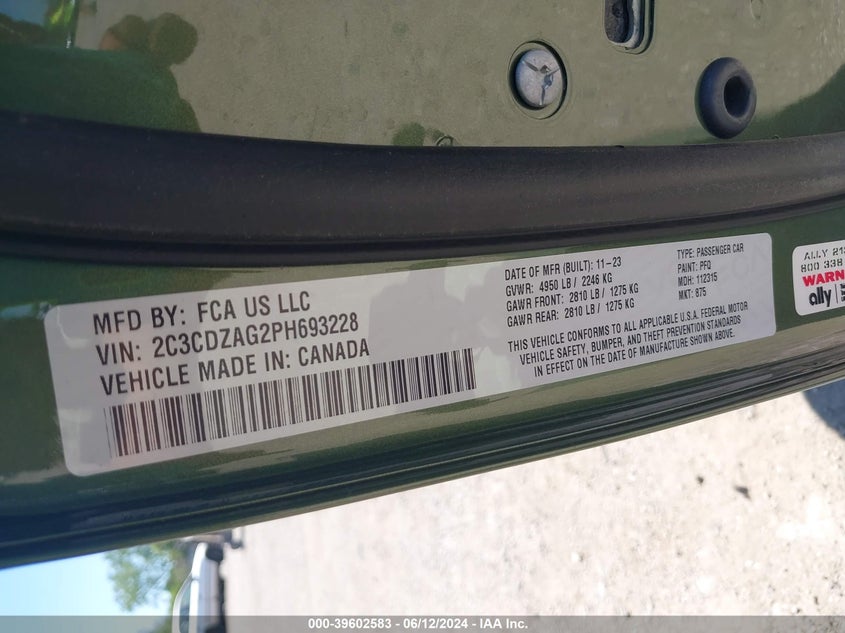 MFD BY: FCA US LLC
VIN: 2C3CDZAG2PH693228
VEHICLE MADE IN: CANADA
DATE OF MFR (BUILT): 11-23
GVWR: 4950 LB / 2246 KG
GAWR FRONT: 2810 LB / 1275 KG
GAWR REAR: 2810 LB / 1275 KG
TYPE: PASSENGER CAR
PAINT: PFQ
MDH: 112315
MKT: 875
THIS VEHICLE CONFORMS TO ALL APPLICABLE U.S.A. FEDERAL MOTOR
VEHICLE SAFETY, BUMPER, AND THEFT PREVENTION STANDARDS
IN EFFECT ON THE DATE OF MANUFACTURE SHOWN ABOVE.
ALLY
800 338
WARN
ally
000-39602583 - 06/12/2024 - IAA Inc.